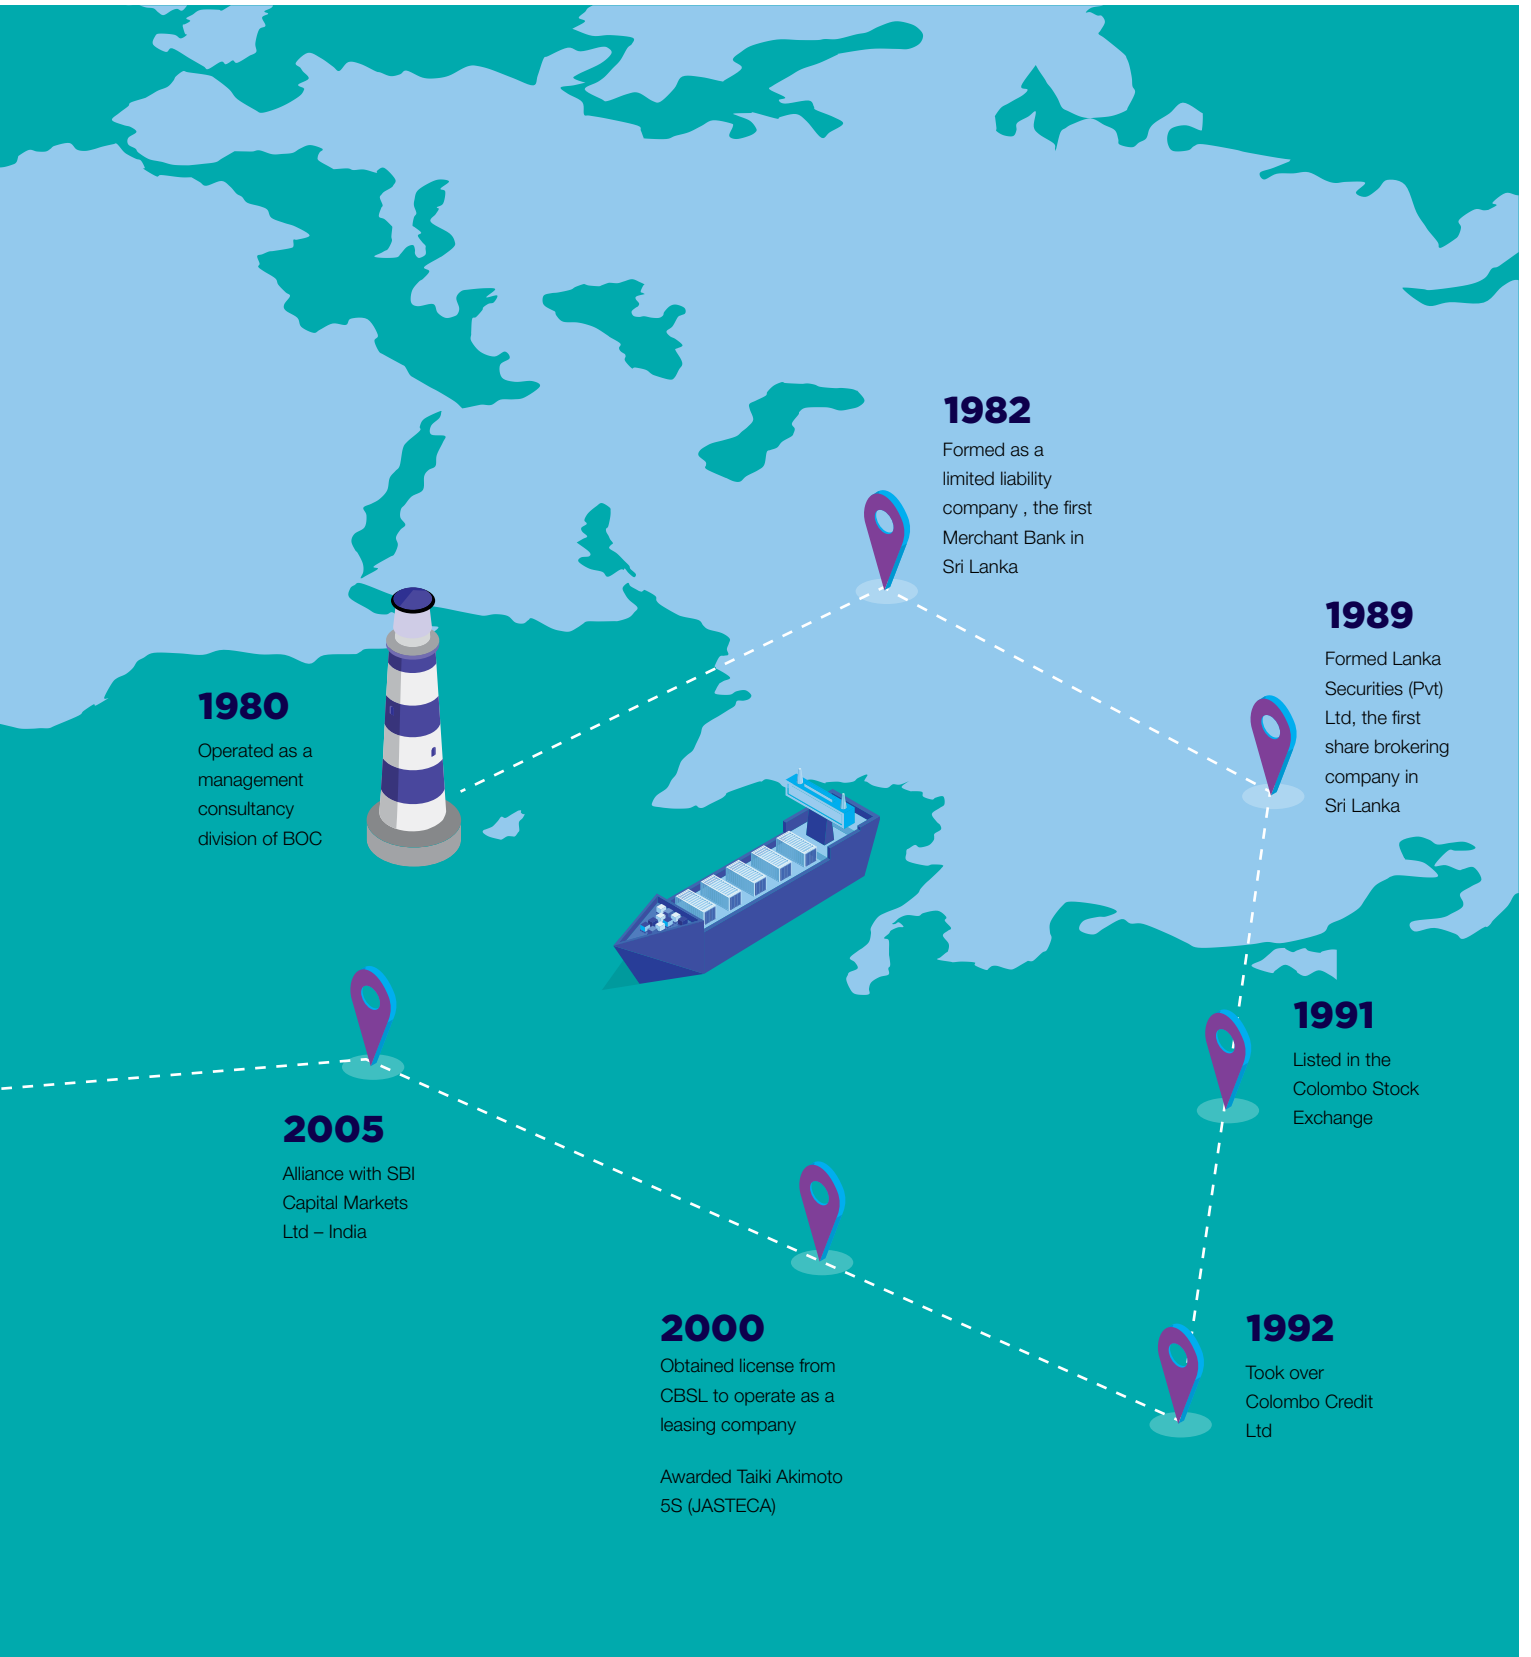 1980
Operated as a
management
consultancy
division of BOC
1982
Formed as a
limited liability
company , the first
Merchant Bank in
Sri Lanka
1989
Formed Lanka
Securities (Pvt)
Ltd, the first
share brokering
company in
Sri Lanka
1991
Listed in the
Colombo Stock
Exchange
1992
Took over
Colombo Credit
Ltd
2000
Obtained license from
CBSL to operate as a
leasing company
Awarded Taiki Akimoto
5S (JASTECA)
2005
Alliance with SBI
Capital Markets
Ltd – India